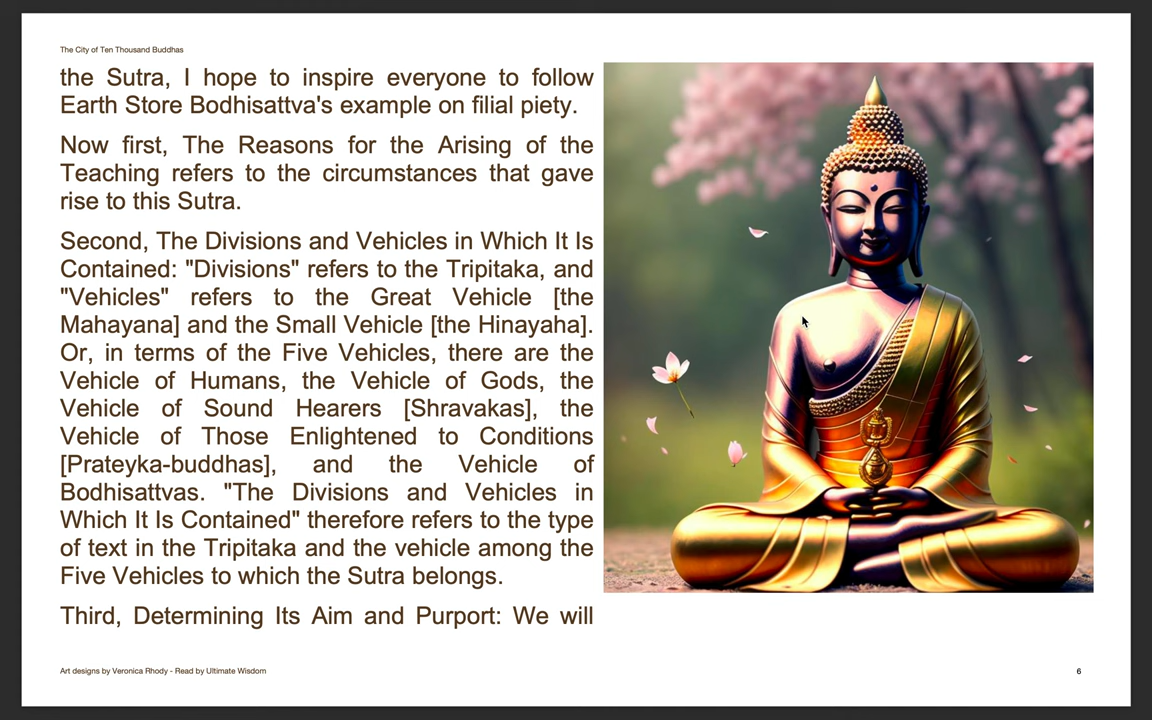 The City of Ten Thousand Buddhas
the Sutra, I hope to inspire everyone to follow
Earth Store Bodhisattva's example on filial piety.
Now first, The Reasons for the Arising of the
Teaching refers to the circumstances that gave
rise to this Sutra.
Second, The Divisions and Vehicles in Which It Is
Contained: "Divisions" refers to the Tripitaka, and
"Vehicles" refers to the Great Vehicle [the
Mahayana] and the Small Vehicle [the Hinayaha].
Or, in terms of the Five Vehicles, there are the
Vehicle of Humans, the Vehicle of Gods, the
Vehicle of Sound Hearers [Shravakas], the
Vehicle of Those Enlightened to Conditions
[Prateyka-buddhas], and the Vehicle of
Bodhisattvas. "The Divisions and Vehicles in
Which It Is Contained" therefore refers to the type
of text in the Tripitaka and the vehicle among the
Five Vehicles to which the Sutra belongs.
Third, Determining Its Aim and Purport: We will
Art designs by Veronica Rhody - Read by Ultimate Wisdom
6